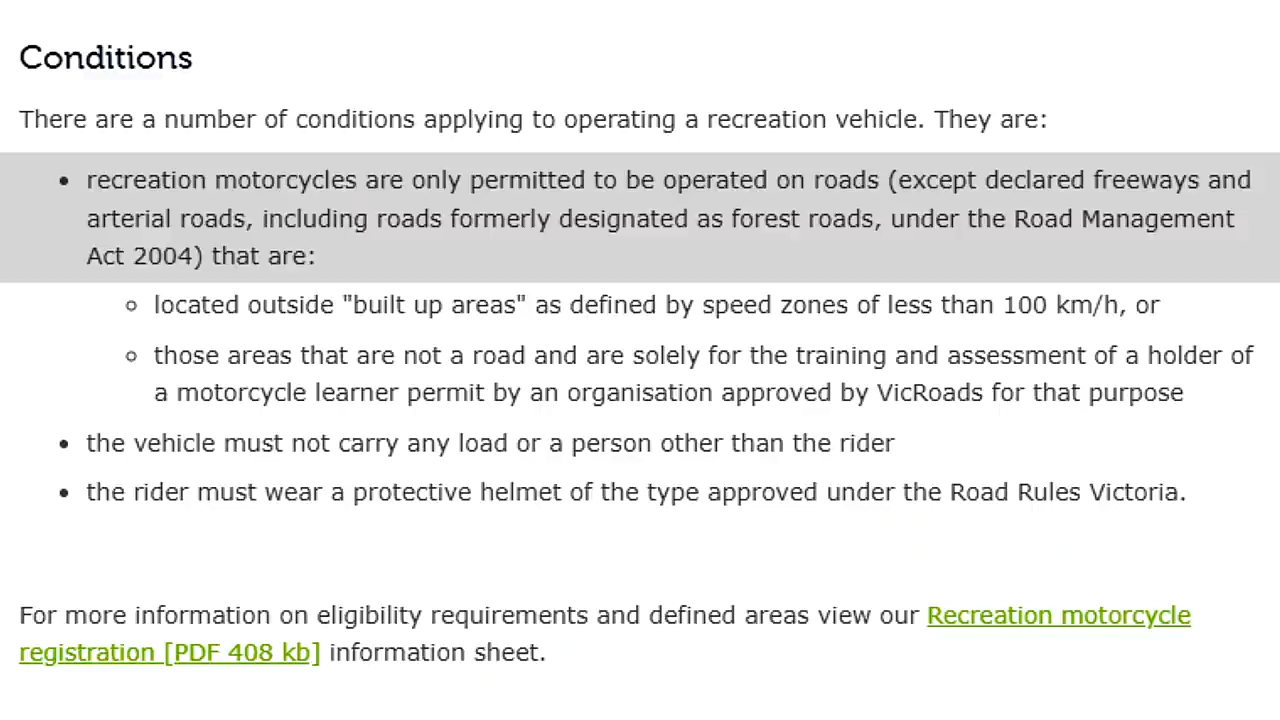 Conditions
There are a number of conditions applying to operating a recreation vehicle. They are:
• recreation motorcycles are only permitted to be operated on roads (except declared freeways and
arterial roads, including roads formerly designated as forest roads, under the Road Management
Act 2004) that are:
◦ located outside "built up areas" as defined by speed zones of less than 100 km/h, or
◦ those areas that are not a road and are solely for the training and assessment of a holder of
a motorcycle learner permit by an organisation approved by VicRoads for that purpose
• the vehicle must not carry any load or a person other than the rider
• the rider must wear a protective helmet of the type approved under the Road Rules Victoria.
For more information on eligibility requirements and defined areas view our Recreation motorcycle
registration [PDF 408 kb] information sheet.